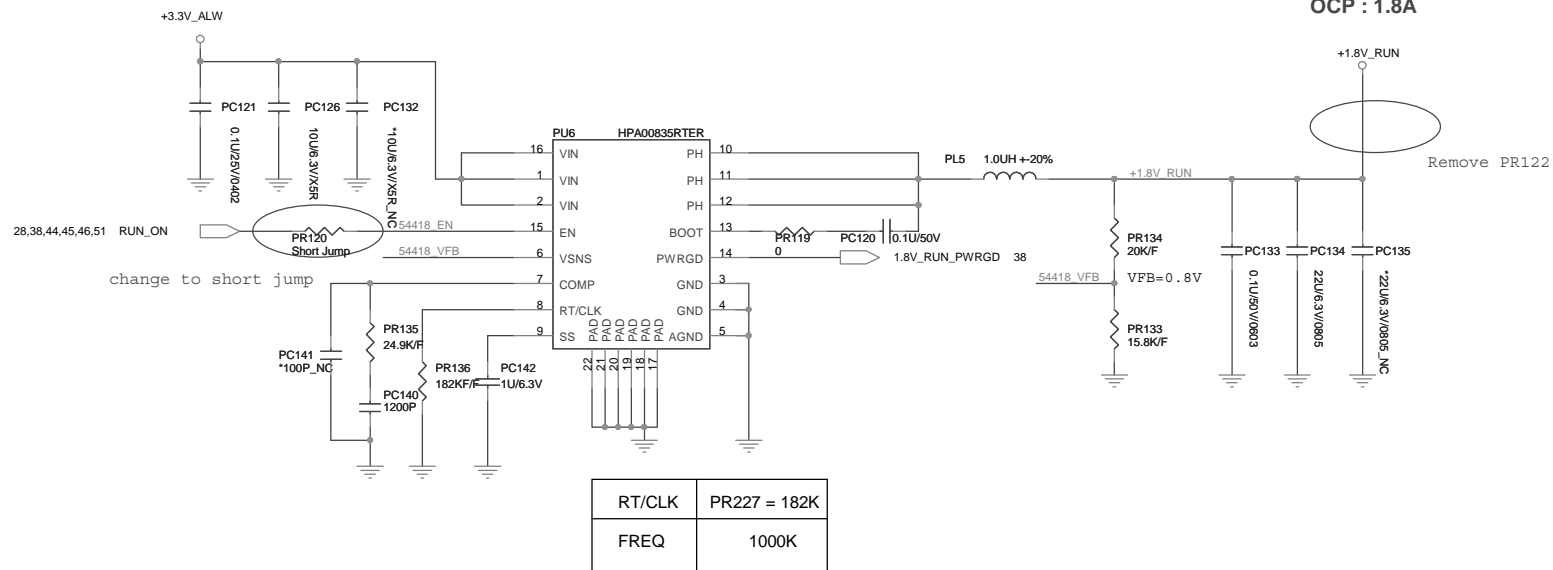 OCP : 1.8A
+3.3V_ALW
+1.8V_RUN
PC121
0.1U/25V/0402
PC126
10U/6.3V/X5R
PC132
*10U/6.3V/X5R_NC
PU6
HPA00835RTER
16 VIN
1 VIN
2 VIN
15 EN
6 VSNS
7 COMP
8 RT/CLK
9 SS
PH 10
PH 11
PH 12
BOOT 13
PWRGD 14
GND 3
GND 4
AGND 5
PAD PAD PAD PAD PAD PAD
22 21 20 19 18 17
28,38,44,45,46,51 RUN_ON
PR120
Short Jump
54418_EN
54418_VFB
change to short jump
PC141
*100P_NC
PR135
24.9K/F
PC140
1200P
PR136
182KF/F
PC142
1U/6.3V
PR119
0
PC120
0.1U/50V
1.8V_RUN_PWRGD 38
PL5
1.0UH +-20%
+1.8V_RUN
Remove PR122
PR134
20K/F
54418_VFB
VFB=0.8V
PR133
15.8K/F
PC133
0.1U/50V/0603
PC134
22U/6.3V/0805
PC135
*22U/6.3V/0805_NC
RT/CLK PR227 = 182K
FREQ 1000K